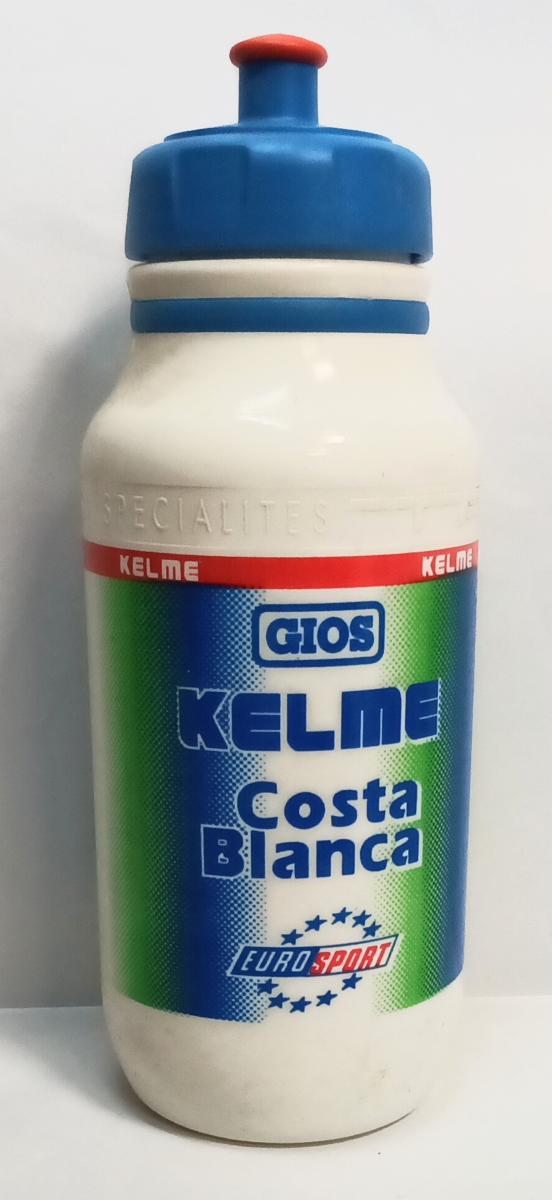 SPECIALITES
KELME KELME
GIOS
KELME
Costa
Blanca
EUROSPORT